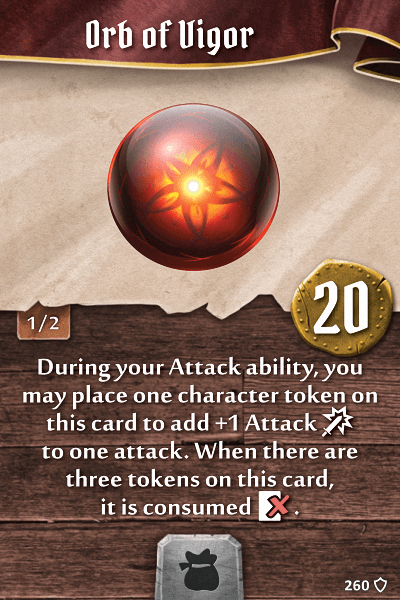 Orb of Vigor
1/2
20
During your Attack ability, you
may place one character token on
this card to add +1 Attack
to one attack. When there are
three tokens on this card,
it is consumed .
260